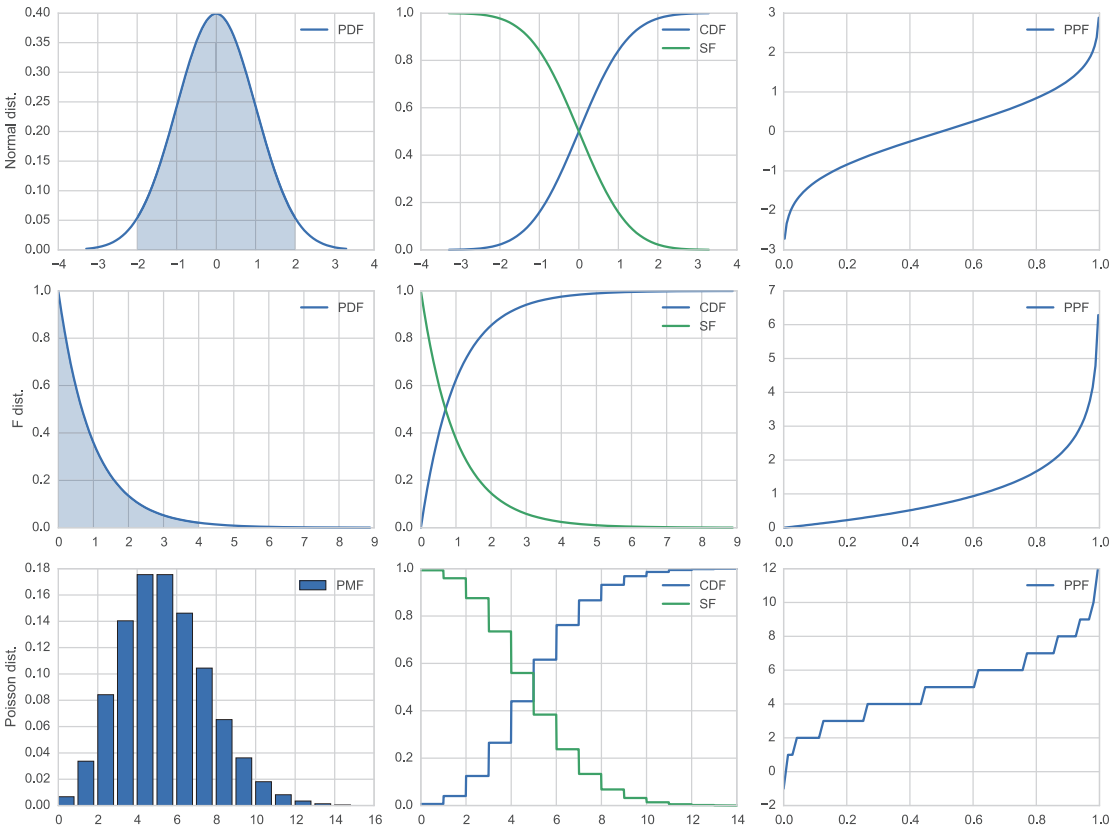 0.40
0.35
0.30
0.25
0.20
0.15
0.10
0.05
0.00
Normal dist.
PDF
−4 −3 −2 −1 0 1 2 3 4
1.0
0.8
0.6
0.4
0.2
0.0
CDF
SF
−4 −3 −2 −1 0 1 2 3 4
3
2
1
0
−1
−2
−3
PPF
0.0 0.2 0.4 0.6 0.8 1.0
1.0
0.8
0.6
0.4
0.2
0.0
F dist.
PDF
0 1 2 3 4 5 6 7 8 9
1.0
0.8
0.6
0.4
0.2
0.0
CDF
SF
0 1 2 3 4 5 6 7 8 9
7
6
5
4
3
2
1
0
PPF
0.0 0.2 0.4 0.6 0.8 1.0
0.18
0.16
0.14
0.12
0.10
0.08
0.06
0.04
0.02
0.00
Poisson dist.
PMF
0 2 4 6 8 10 12 14 16
1.0
0.8
0.6
0.4
0.2
0.0
CDF
SF
0 2 4 6 8 10 12 14
12
10
8
6
4
2
0
−2
PPF
0.0 0.2 0.4 0.6 0.8 1.0